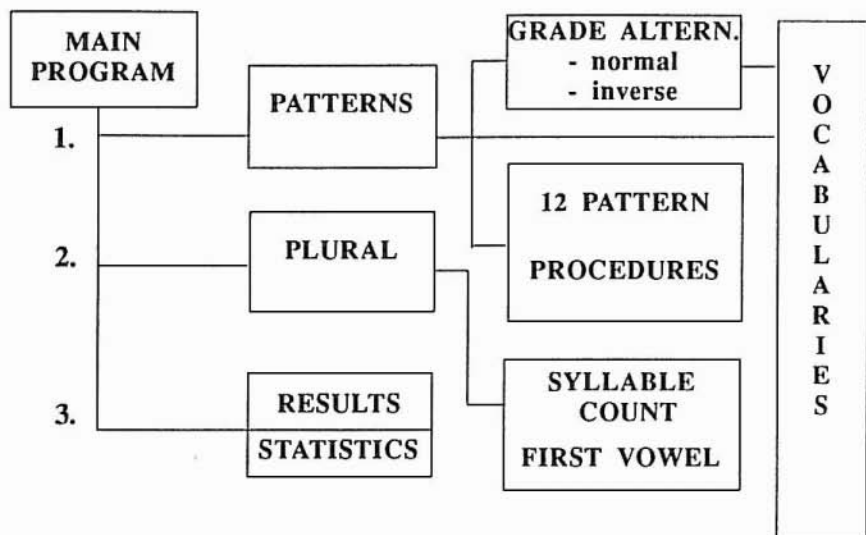 MAIN
PROGRAM
1.
PATTERNS
GRADE ALTERN.
- normal
- inverse
12 PATTERN
PROCEDURES
2.
PLURAL
SYLLABLE
COUNT
FIRST VOWEL
3.
RESULTS
STATISTICS
VOCABULARIES